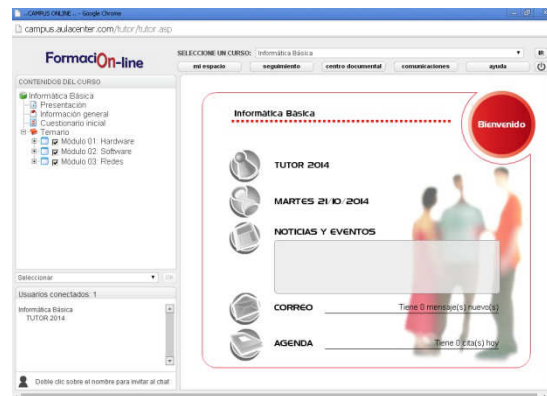 ..:CAMPUS ONLINE:... - Google Chrome
campus.aulacenter.com/tutor/tutor.asp
FormaciOn-line
SELECCIONE UN CURSO: Informática Básica
IR
mi espacio seguimiento centro documental comunicaciones ayuda
CONTENIDOS DEL CURSO
Informática Básica
Presentación
Información general
Cuestionario inicial
Temario
Módulo 01: Hardware
Módulo 02: Software
Módulo 03: Redes
Informática Básica
Bienvenido
TUTOR 2014
MARTES 21/10/2014
NOTICIAS Y EVENTOS
CORREO Tiene 0 mensaje(s) nuevo(s)
AGENDA Tiene 0 cita(s) hoy
Seleccionar
Usuarios conectados: 1
Informática Básica
TUTOR 2014
Doble clic sobre el nombre para invitar al chat